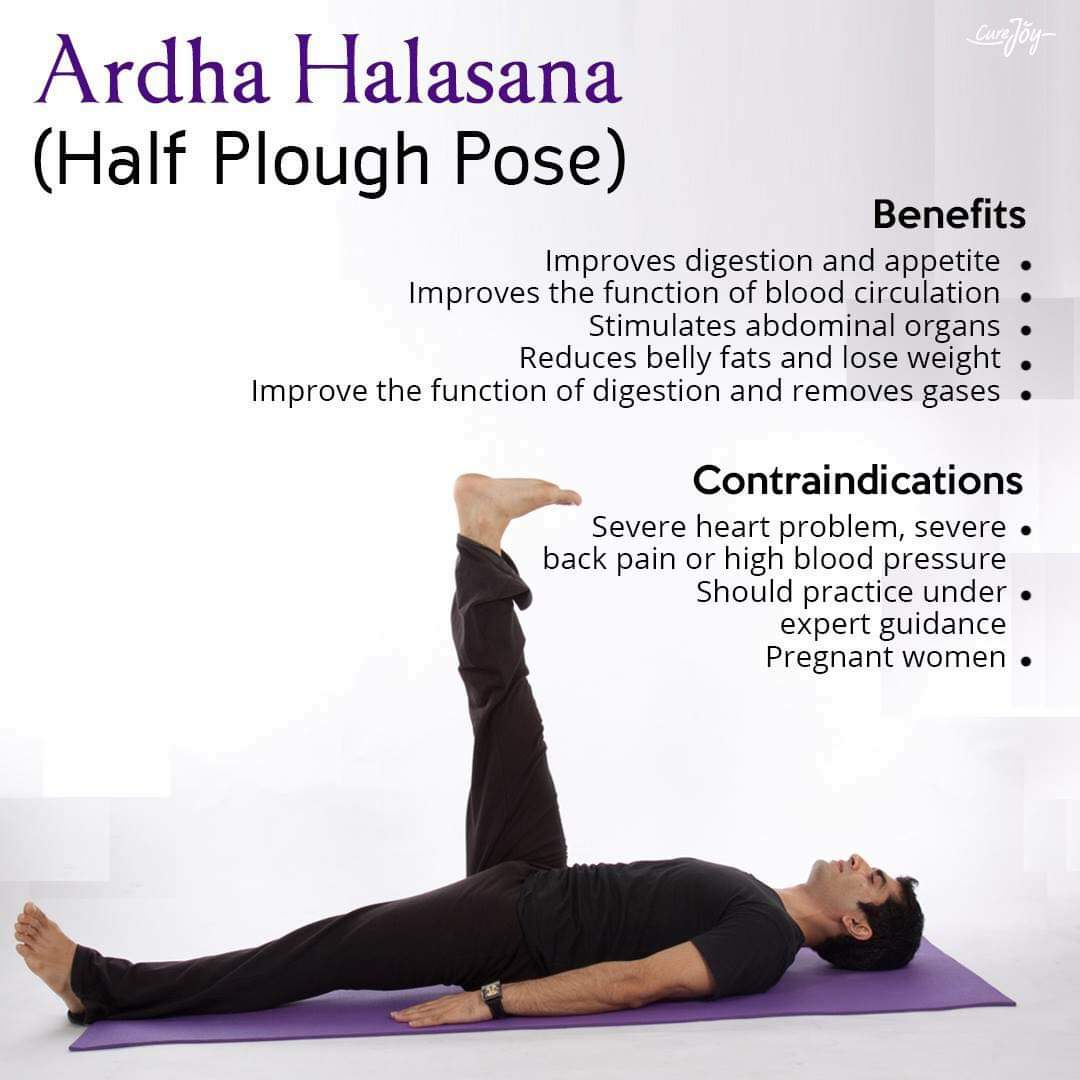 CureJoy
Ardha Halasana
(Half Plough Pose)
Benefits
Improves digestion and appetite •
Improves the function of blood circulation •
Stimulates abdominal organs •
Reduces belly fats and lose weight •
Improve the function of digestion and removes gases •
Contraindications
Severe heart problem, severe •
back pain or high blood pressure
Should practice under •
expert guidance
Pregnant women •